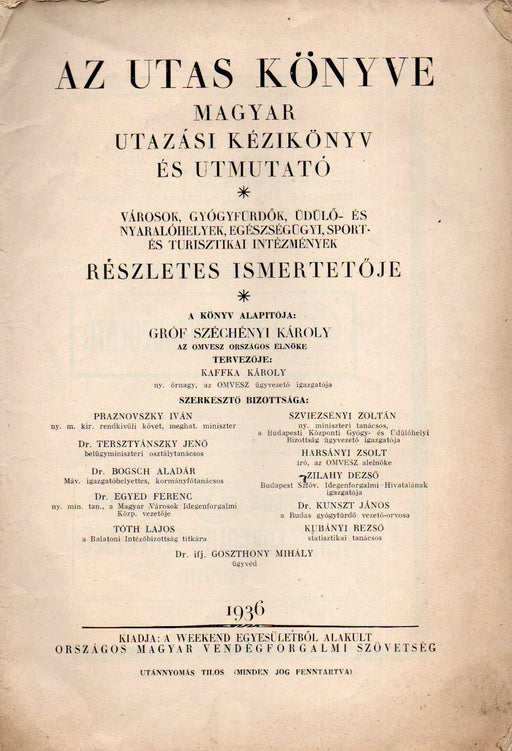 AZ UTAS KÖNYVE
MAGYAR
UTAZÁSI KÉZIKÖNYV
ÉS UTMUTATÓ
*
VÁROSOK, GYÓGYFÜRDŐK, ÜDÜLŐ- ÉS
NYARALÓHELYEK, EGÉSZSÉGÜGYI, SPORT-
ÉS TURISZTIKAI INTÉZMÉNYEK
RÉSZLETES ISMERTETŐJE
*
A KÖNYV ALAPITÓJA:
GRÓF SZÉCHÉNYI KÁROLY
AZ OMVESZ ORSZÁGOS ELNÖKE
TERVEZŐJE:
KAFFKA KÁROLY
ny. őrnagy, az OMVESZ ügyvezető igazgatója
SZERKESZTŐ BIZOTTSÁGA:
PRAZNOVSZKY IVÁN
ny. m. kir. rendkivüli követ, meghat. miniszter
Dr. TERSZTYÁNSZKY JENŐ
belügyminiszteri osztálytanácsos
Dr. BOGSCH ALADÁR
Máv. igazgatóhelyettes, kormányfőtanácsos
Dr. EGYED FERENC
ny. min. tan., a Magyar Városok Idegenforgalmi
Közp. vezetője
TÓTH LAJOS
a Balatoni Intézőbizottság titkára
SZVIEZSÉNYI ZOLTÁN
ny. miniszteri tanácsos,
a Budapesti Központi Gyógy- és Üdülőhelyi
Bizottság ügyvezető igazgatója
HARSÁNYI ZSOLT
iró, az OMVESZ alelnöke
ZILAHY DEZSŐ
Budapest Szföv. Idegenforgalmi Hivatalának
igazgatója
Dr. KUNSZT JÁNOS
a Rudas gyógyfürdő vezető-orvosa
KUBÁNYI REZSŐ
statisztikai tanácsos
Dr. ifj. GOSZTHONY MIHÁLY
ügyvéd
1936
KIADJA: A WEEKEND EGYESÜLETBŐL ALAKULT
ORSZÁGOS MAGYAR VENDÉGFORGALMI SZÖVETSÉG
UTÁNNYOMÁS TILOS (MINDEN JOG FENNTARTVA)